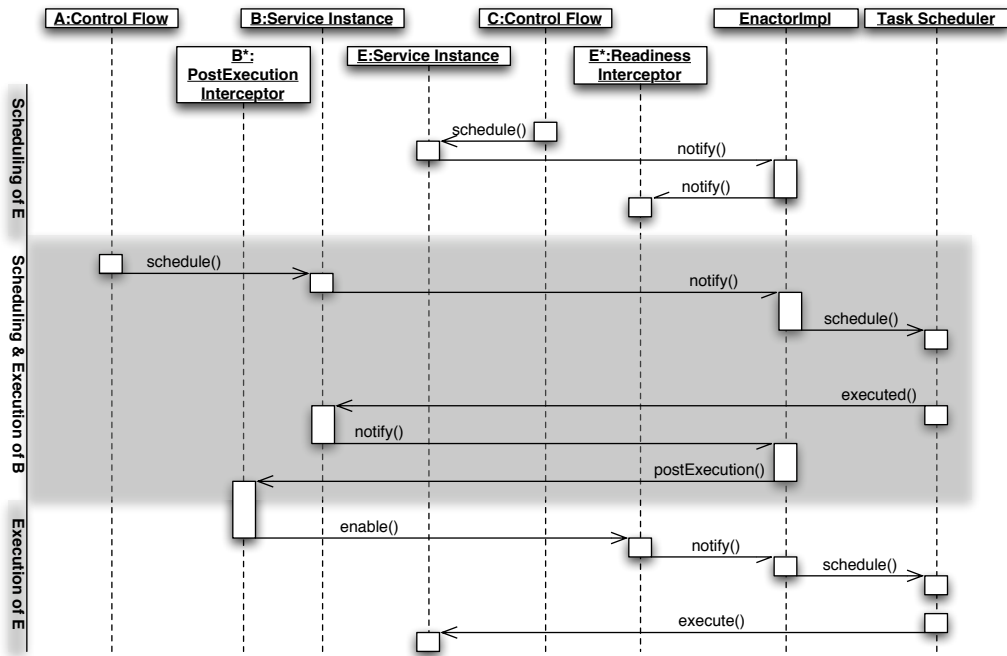 A:Control Flow
B:Service Instance
C:Control Flow
EnactorImpl
Task Scheduler
B*:
PostExecution
Interceptor
E:Service Instance
E*:Readiness
Interceptor
Scheduling of E
schedule()
notify()
notify()
Scheduling & Execution of B
schedule()
notify()
schedule()
executed()
notify()
postExecution()
Execution of E
enable()
notify()
schedule()
execute()